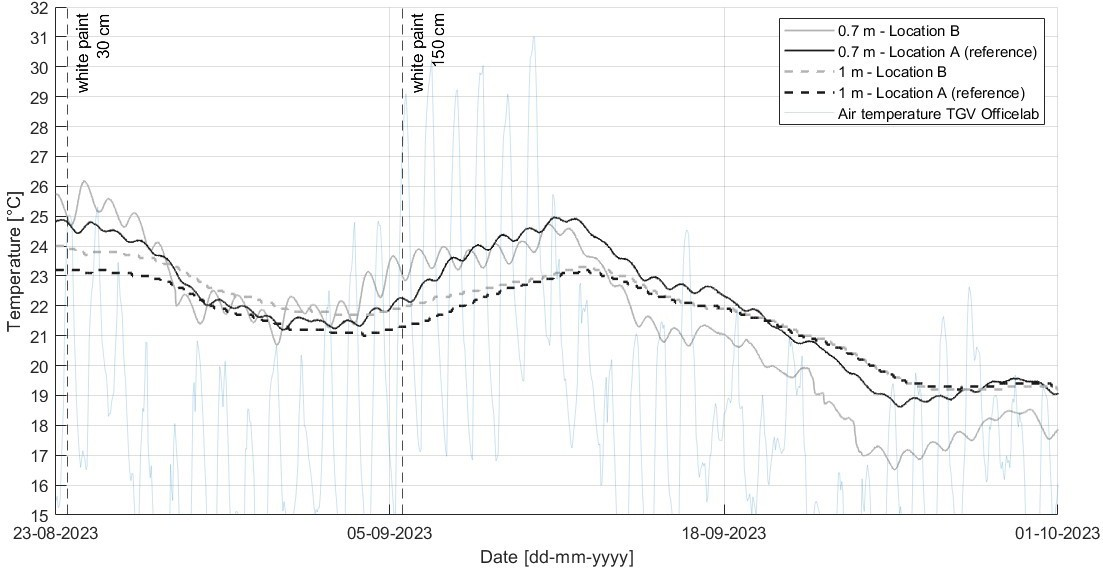 32
31
30
29
28
27
26
25
24
23
22
21
20
19
18
17
16
15
Temperature [°C]
white paint
30 cm
white paint
150 cm
0.7 m - Location B
0.7 m - Location A (reference)
1 m - Location B
1 m - Location A (reference)
Air temperature TGV Officelab
23-08-2023
05-09-2023
18-09-2023
01-10-2023
Date [dd-mm-yyyy]